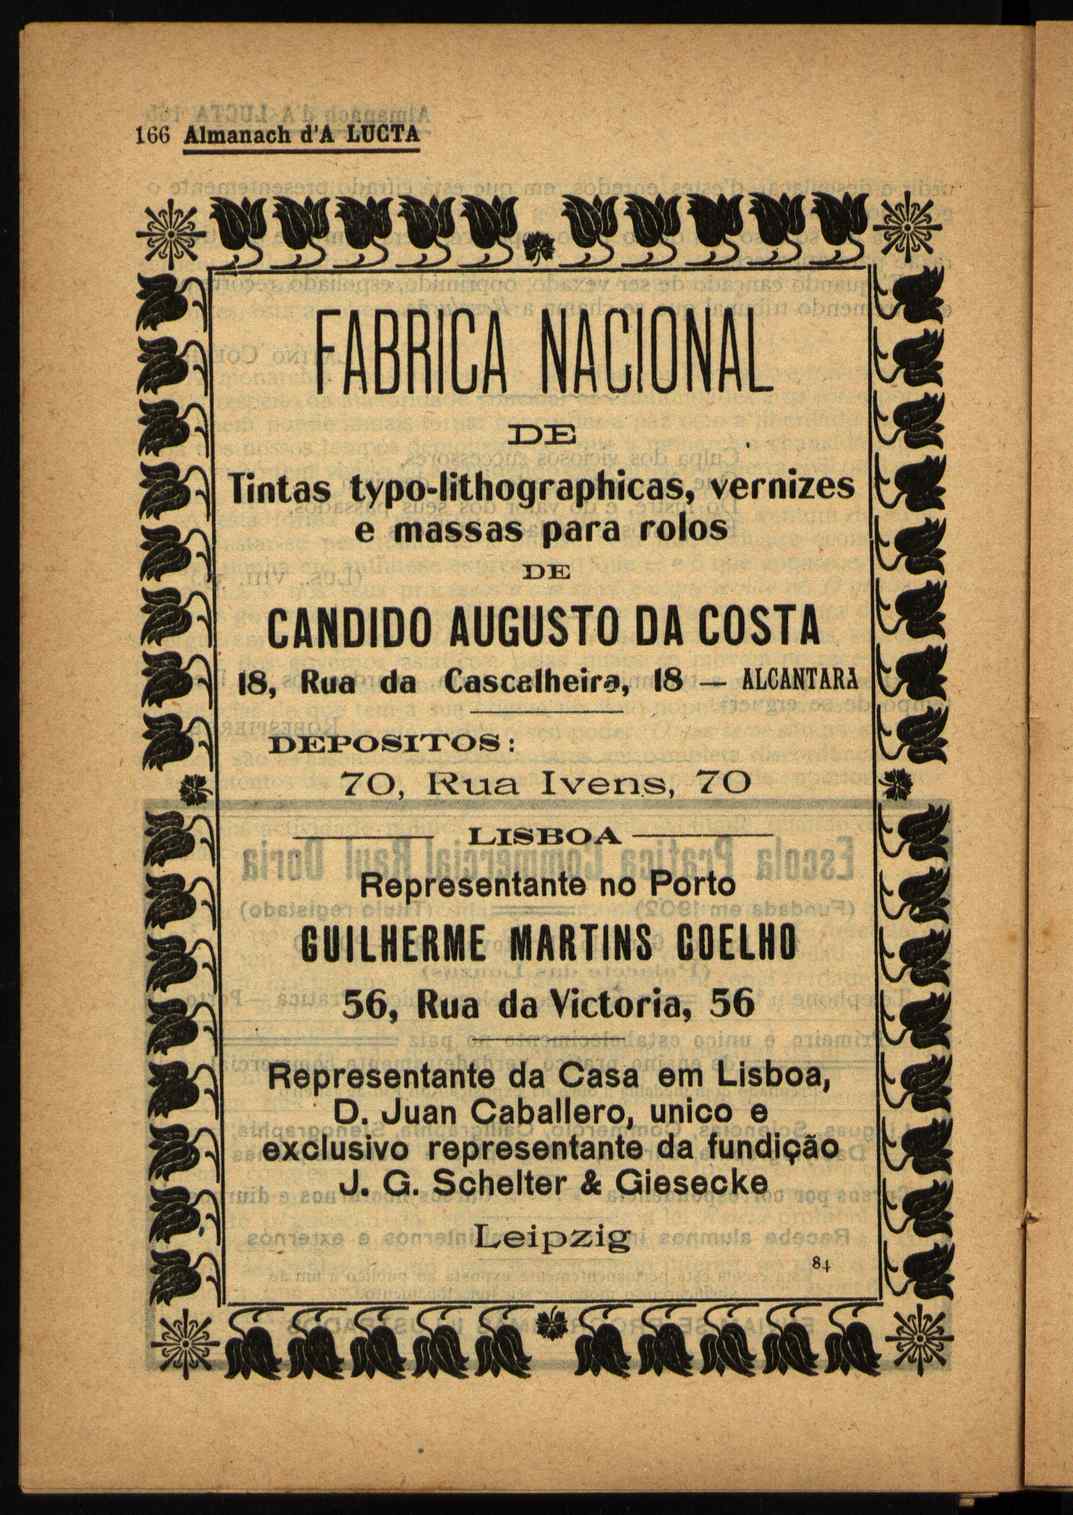 166 Almanach d'A LUCTA
FABRICA NACIONAL
DE
Tintas typo-lithographicas, vernizes
e massas para rolos
DE
CANDIDO AUGUSTO DA COSTA
18, Rua da Cascalheira, 18 — ALCANTARA
DEPOSITOS:
70, Rua Ivens, 70
LISBOA
Representante no Porto
GUILHERME MARTINS COELHO
56, Rua da Victoria, 56
Representante da Casa em Lisboa,
D. Juan Caballero, unico e
exclusivo representante da fundição
J. G. Schelter & Giesecke
Leipzig
84